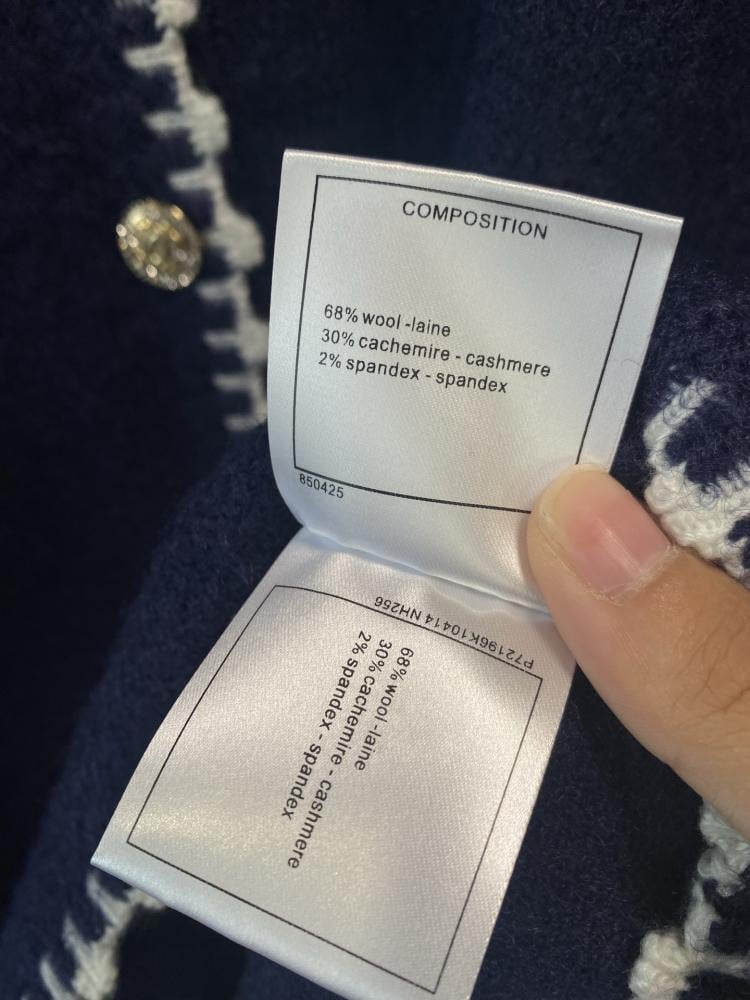 COMPOSITION
68% wool -laine
30% cachemire - cashmere
2% spandex - spandex
850425
P72196K10414 NH256
68% wool -laine
30% cachemire - cashmere
2% spandex - spandex